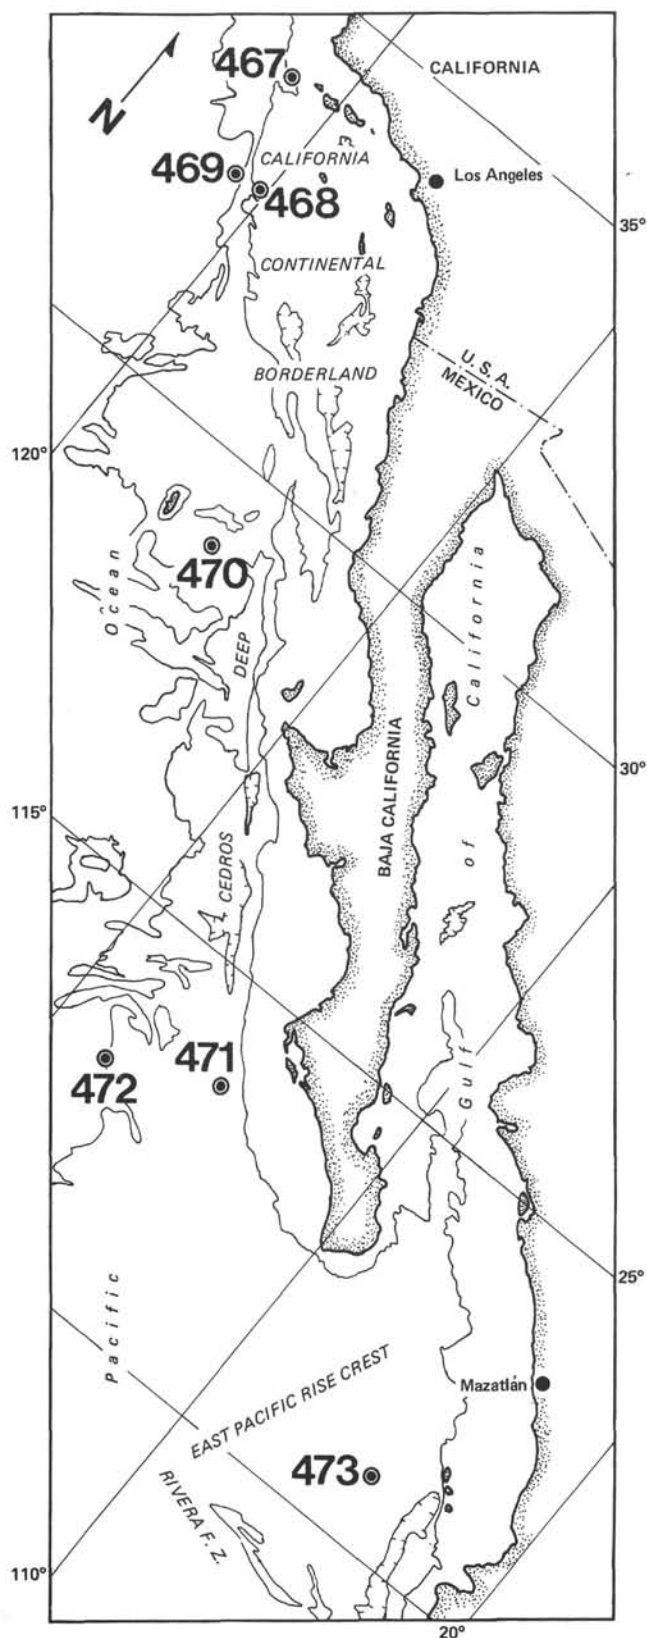 467
CALIFORNIA
N
469
CALIFORNIA
Los Angeles
468
35°
CONTINENTAL
U.S.A.
MEXICO
BORDERLAND
120°
470
Ocean
California
DEEP
BAJA CALIFORNIA
30°
115°
of
CEDROS
Gulf
471
472
25°
Pacific
Mazatlán
EAST PACIFIC RISE CREST
473
RIVERA F. Z.
110°
20°